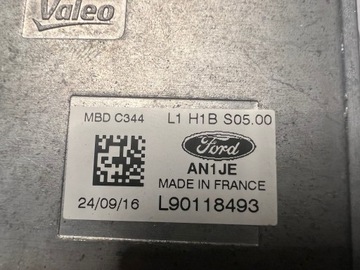 Valeo
MBD C344 L1 H1B S05.00
Ford
AN1JE
MADE IN FRANCE
24/09/16 L90118493